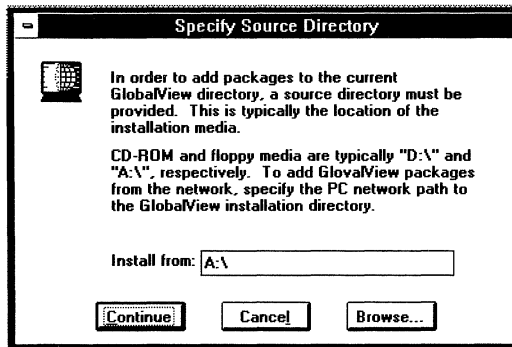 Specify Source Directory
In order to add packages to the current
GlobalView directory, a source directory must be
provided. This is typically the location of the
installation media.
CD-ROM and floppy media are typically "D:\" and
"A:\", respectively. To add GlovalView packages
from the network, specify the PC network path to
the GlobalView installation directory.
Install from: A:\
Continue Cancel Browse...